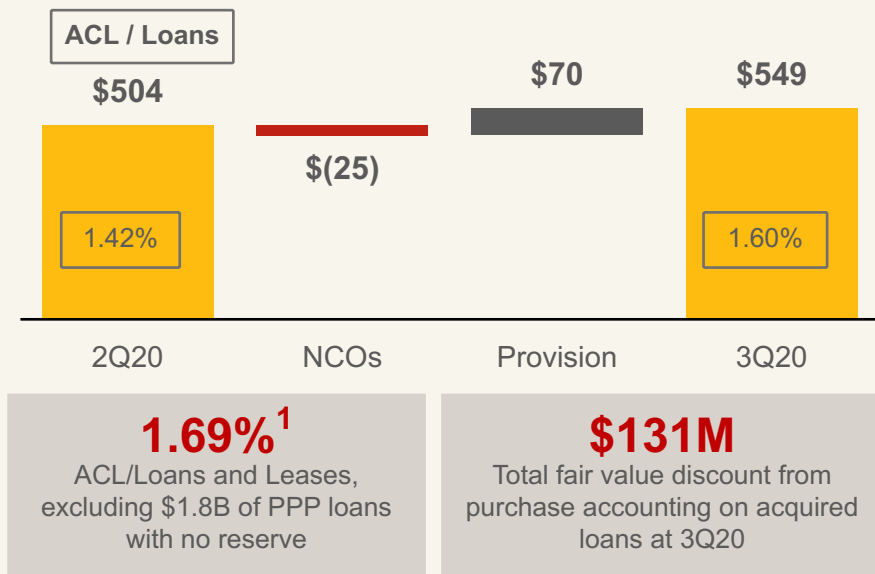 ACL / Loans
$504
$(25)
$70
$549
1.42%
1.60%
2Q20
NCOs
Provision
3Q20
1.69%¹
ACL/Loans and Leases,
excluding $1.8B of PPP loans
with no reserve
$131M
Total fair value discount from
purchase accounting on acquired
loans at 3Q20